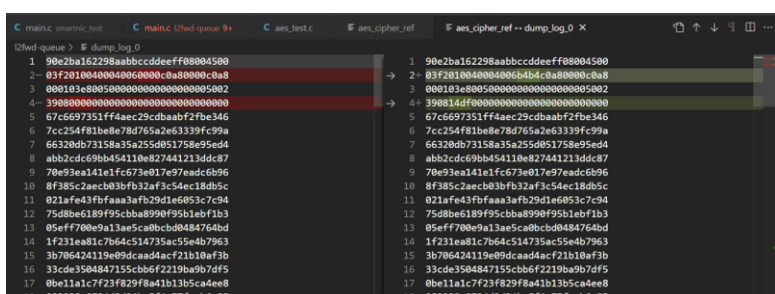 main.c smartnic_test main.c l2fwd-queue 9+ aes_test.c aes_cipher_ref aes_cipher_ref ↔ dump_log_0
l2fwd-queue > dump_log_0
1 90e2ba162298aabbccddeeff08004500 1 90e2ba162298aabbccddeeff08004500
2− 03f20100400040060000c0a80000c0a8 → 2+ 03f2010040004006b4b4c0a80000c0a8
3 000103e8005000000000000000005002 3 000103e8005000000000000000005002
4− 39080000000000000000000000000000 → 4+ 390814df000000000000000000000000
5 67c6697351ff4aec29cdbaabf2fbe346 5 67c6697351ff4aec29cdbaabf2fbe346
6 7cc254f81be8e78d765a2e63339fc99a 6 7cc254f81be8e78d765a2e63339fc99a
7 66320db73158a35a255d051758e95ed4 7 66320db73158a35a255d051758e95ed4
8 abb2cdc69bb454110e827441213ddc87 8 abb2cdc69bb454110e827441213ddc87
9 70e93ea141e1fc673e017e97eadc6b96 9 70e93ea141e1fc673e017e97eadc6b96
10 8f385c2aecb03bfb32af3c54ec18db5c 10 8f385c2aecb03bfb32af3c54ec18db5c
11 021afe43fbfaaa3afb29d1e6053c7c94 11 021afe43fbfaaa3afb29d1e6053c7c94
12 75d8be6189f95cbba8990f95b1ebf1b3 12 75d8be6189f95cbba8990f95b1ebf1b3
13 05eff700e9a13ae5ca0bcbd0484764bd 13 05eff700e9a13ae5ca0bcbd0484764bd
14 1f231ea81c7b64c514735ac55e4b7963 14 1f231ea81c7b64c514735ac55e4b7963
15 3b706424119e09dcaad4acf21b10af3b 15 3b706424119e09dcaad4acf21b10af3b
16 33cde3504847155cbb6f2219ba9b7df5 16 33cde3504847155cbb6f2219ba9b7df5
17 0be11a1c7f23f829f8a41b13b5ca4ee8 17 0be11a1c7f23f829f8a41b13b5ca4ee8